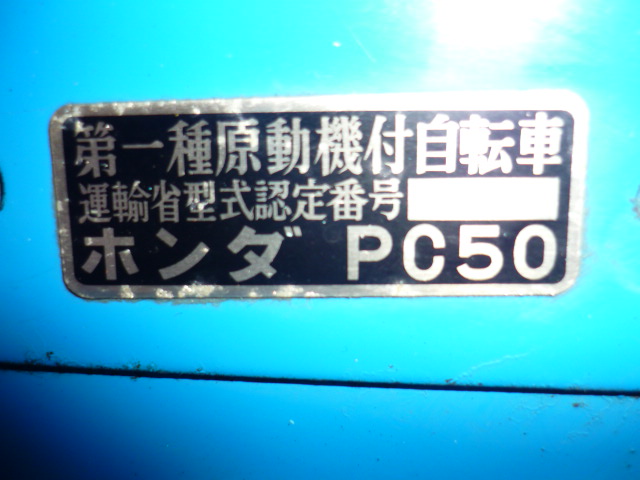 第一種原動機付自転車
運輸省型式認定番号
ホンダ PC50